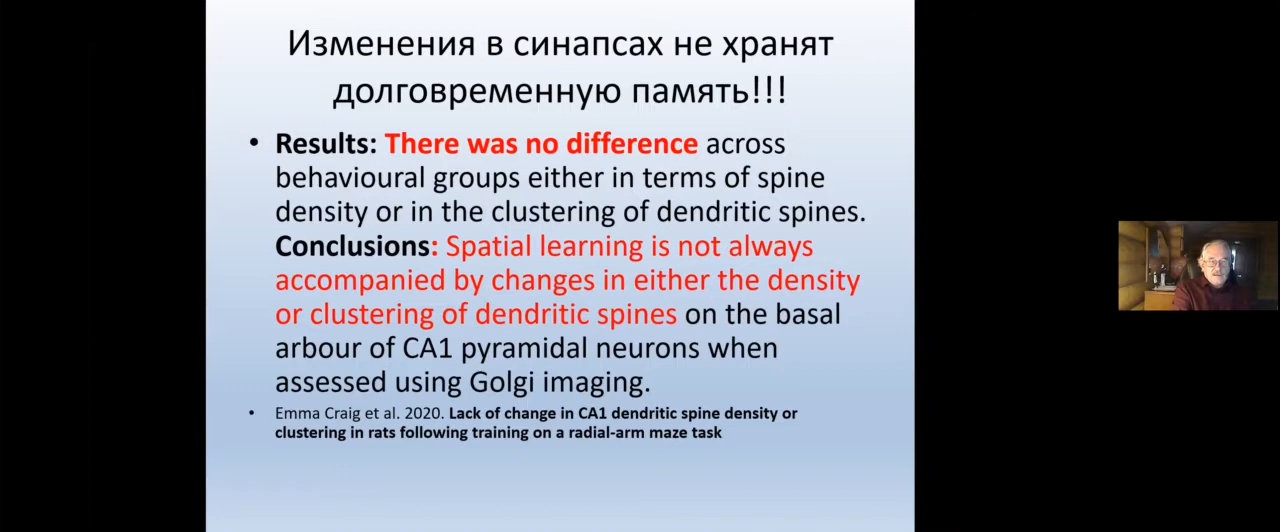 Изменения в синапсах не хранят
долговременную память!!!
• Results: There was no difference across
behavioural groups either in terms of spine
density or in the clustering of dendritic spines.
Conclusions: Spatial learning is not always
accompanied by changes in either the density
or clustering of dendritic spines on the basal
arbour of CA1 pyramidal neurons when
assessed using Golgi imaging.
• Emma Craig et al. 2020. Lack of change in CA1 dendritic spine density or
clustering in rats following training on a radial-arm maze task